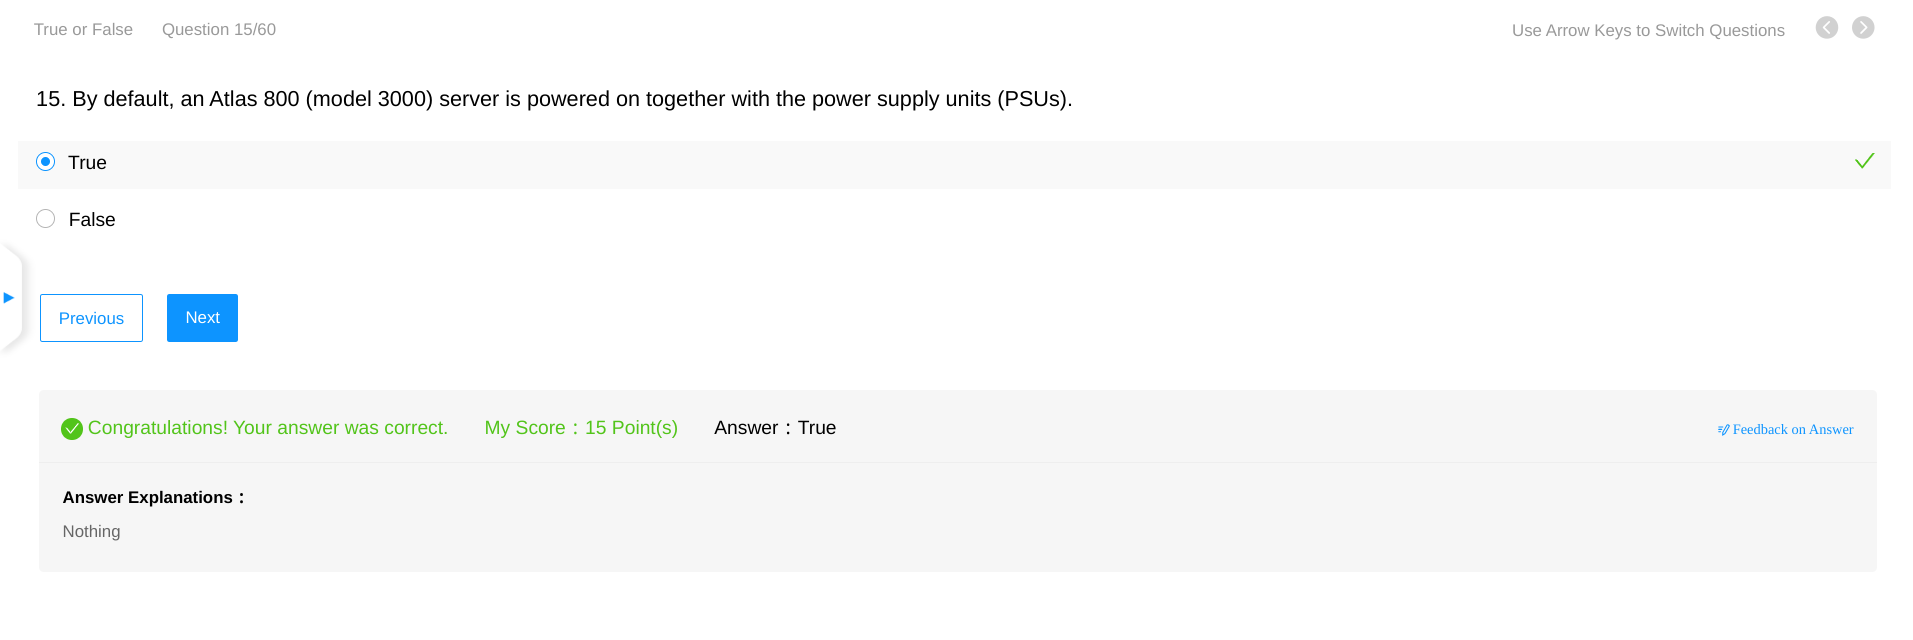 True or False Question 15/60 Use Arrow Keys to Switch Questions
15. By default, an Atlas 800 (model 3000) server is powered on together with the power supply units (PSUs).
True
False
Previous Next
Congratulations! Your answer was correct. My Score：15 Point(s) Answer：True Feedback on Answer
Answer Explanations：
Nothing